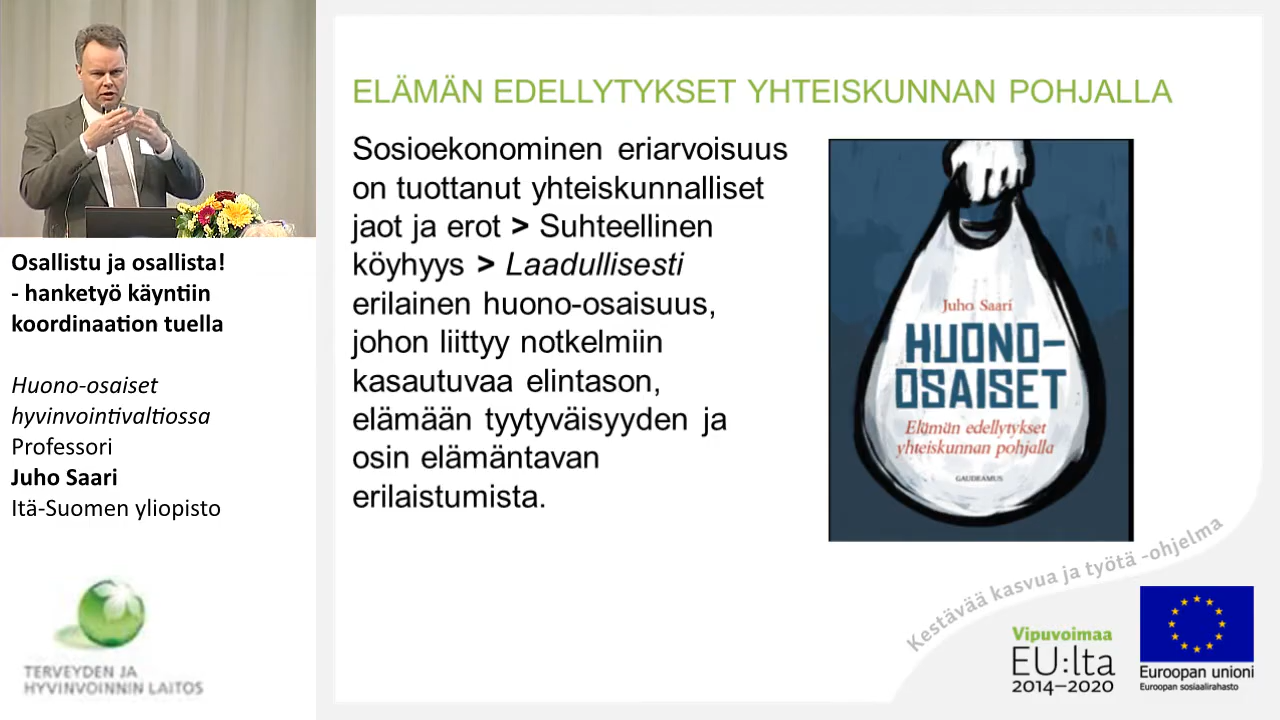 Osallistu ja osallista!
- hanketyö käyntiin
koordinaation tuella
Huono-osaiset
hyvinvointivaltiossa
Professori
Juho Saari
Itä-Suomen yliopisto
TERVEYDEN JA
HYVINVOINNIN LAITOS
ELÄMÄN EDELLYTYKSET YHTEISKUNNAN POHJALLA
Sosioekonominen eriarvoisuus
on tuottanut yhteiskunnalliset
jaot ja erot > Suhteellinen
köyhyys > Laadullisesti
erilainen huono-osaisuus,
johon liittyy notkelmiin
kasautuvaa elintason,
elämään tyytyväisyyden ja
osin elämäntavan
erilaistumista.
Juho Saari
HUONO-
OSAISET
Elämän edellytykset
yhteiskunnan pohjalla
GAUDEAMUS
Kestävää kasvua ja työtä -ohjelma
Vipuvoimaa
EU:lta
2014–2020
Euroopan unioni
Euroopan sosiaalirahasto